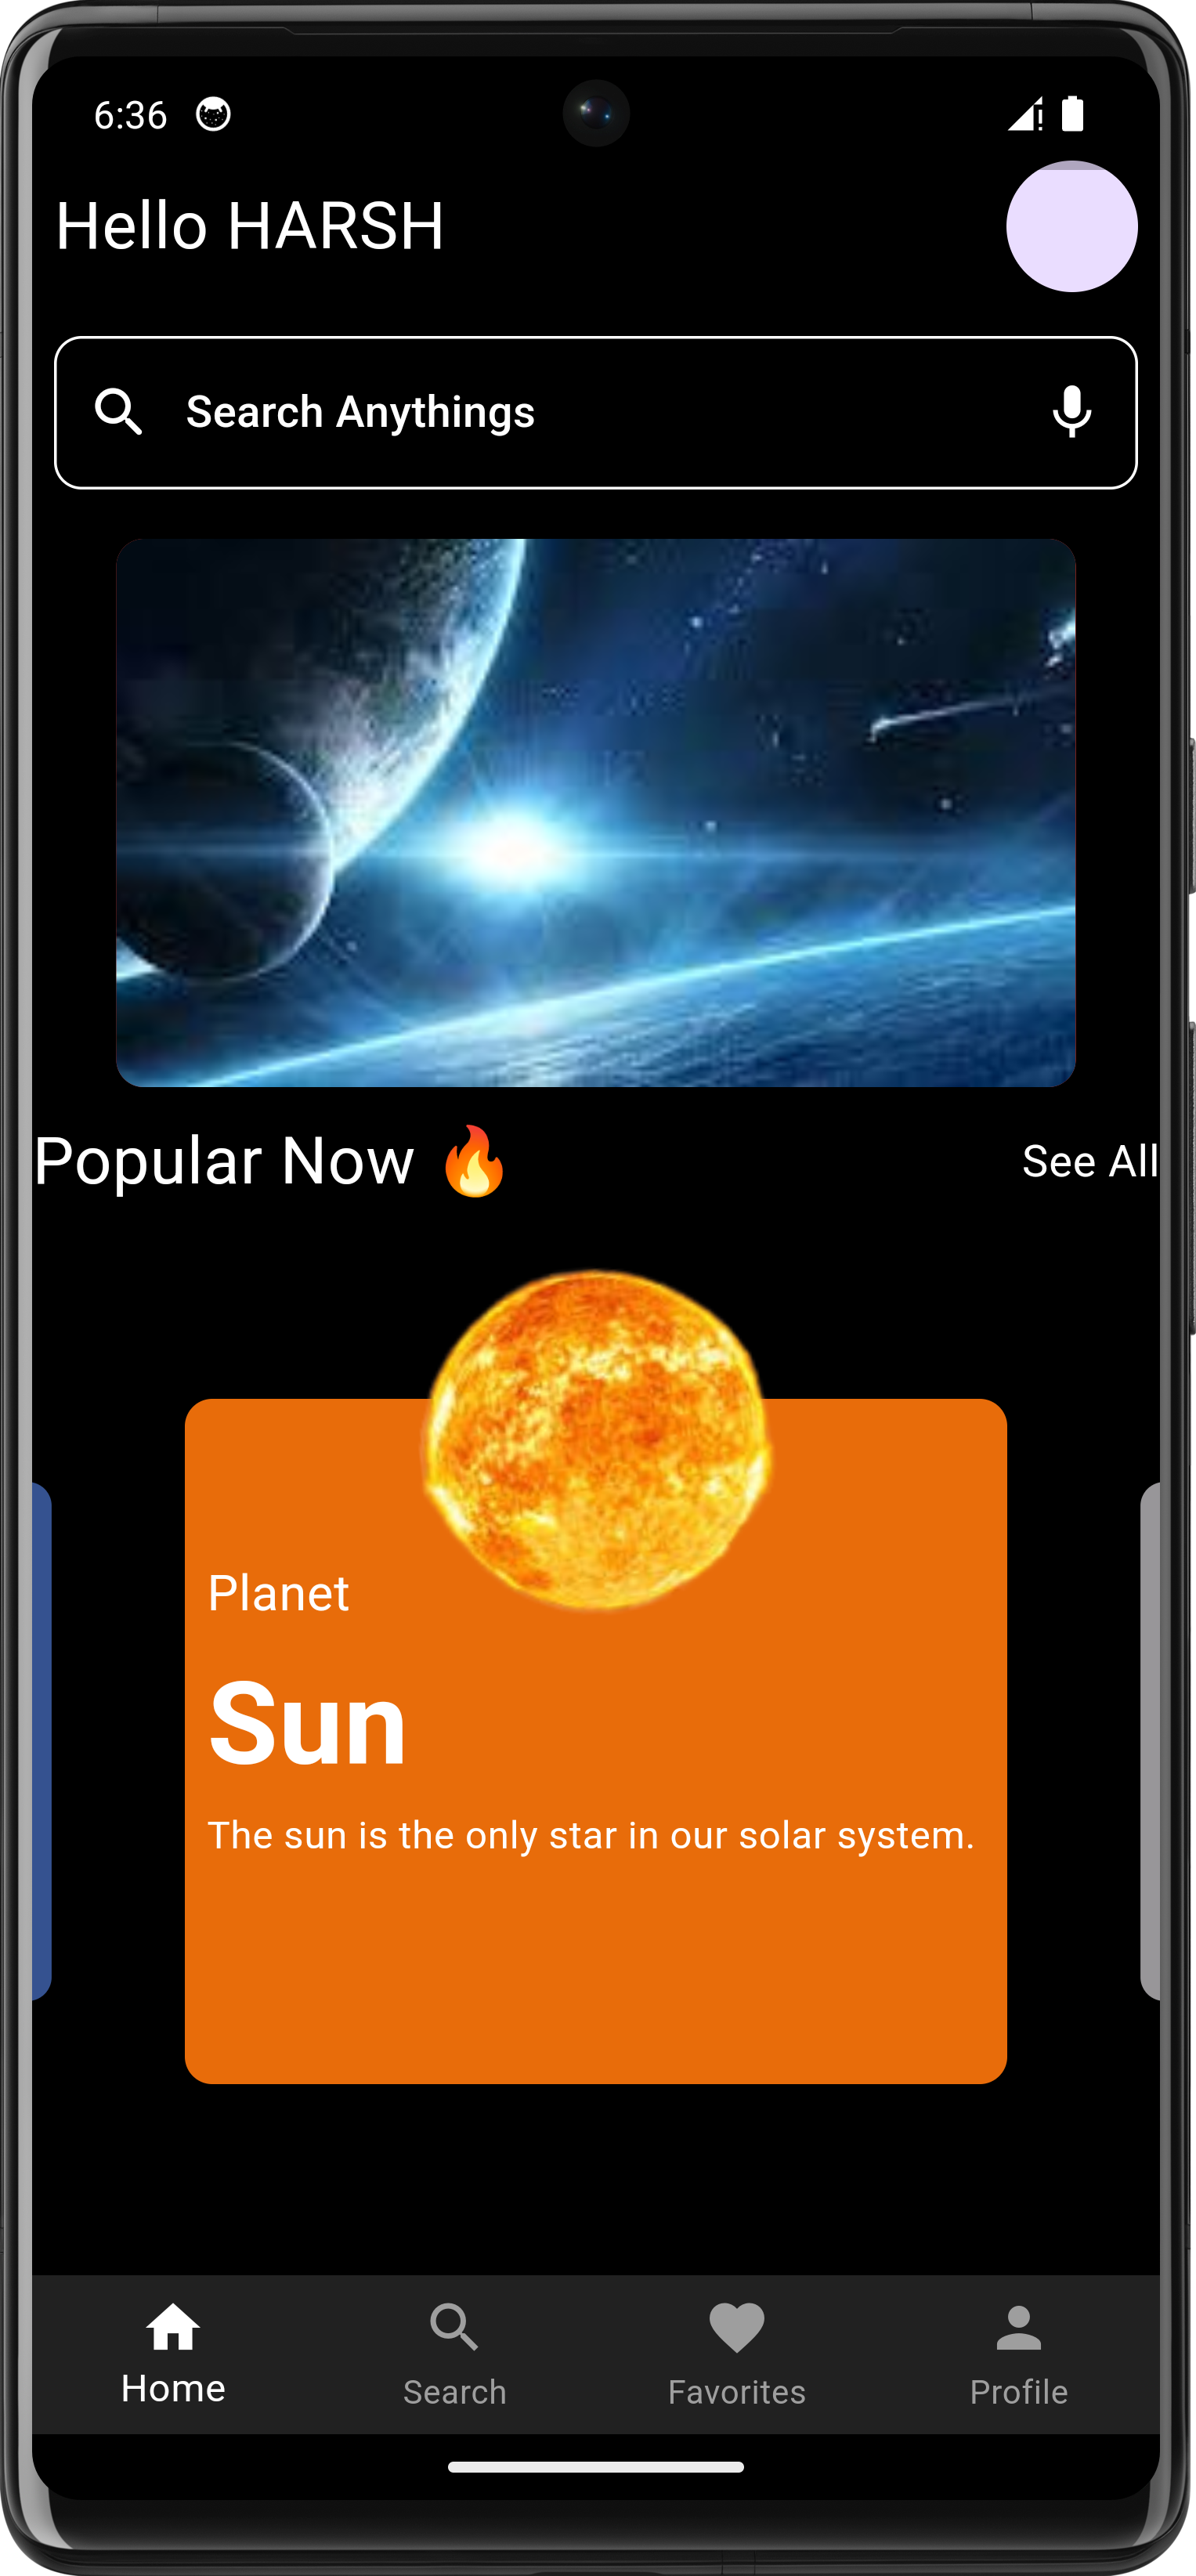 6:36
Hello HARSH
Search Anythings
Popular Now 🔥
See All
Planet
Sun
The sun is the only star in our solar system.
Home
Search
Favorites
Profile